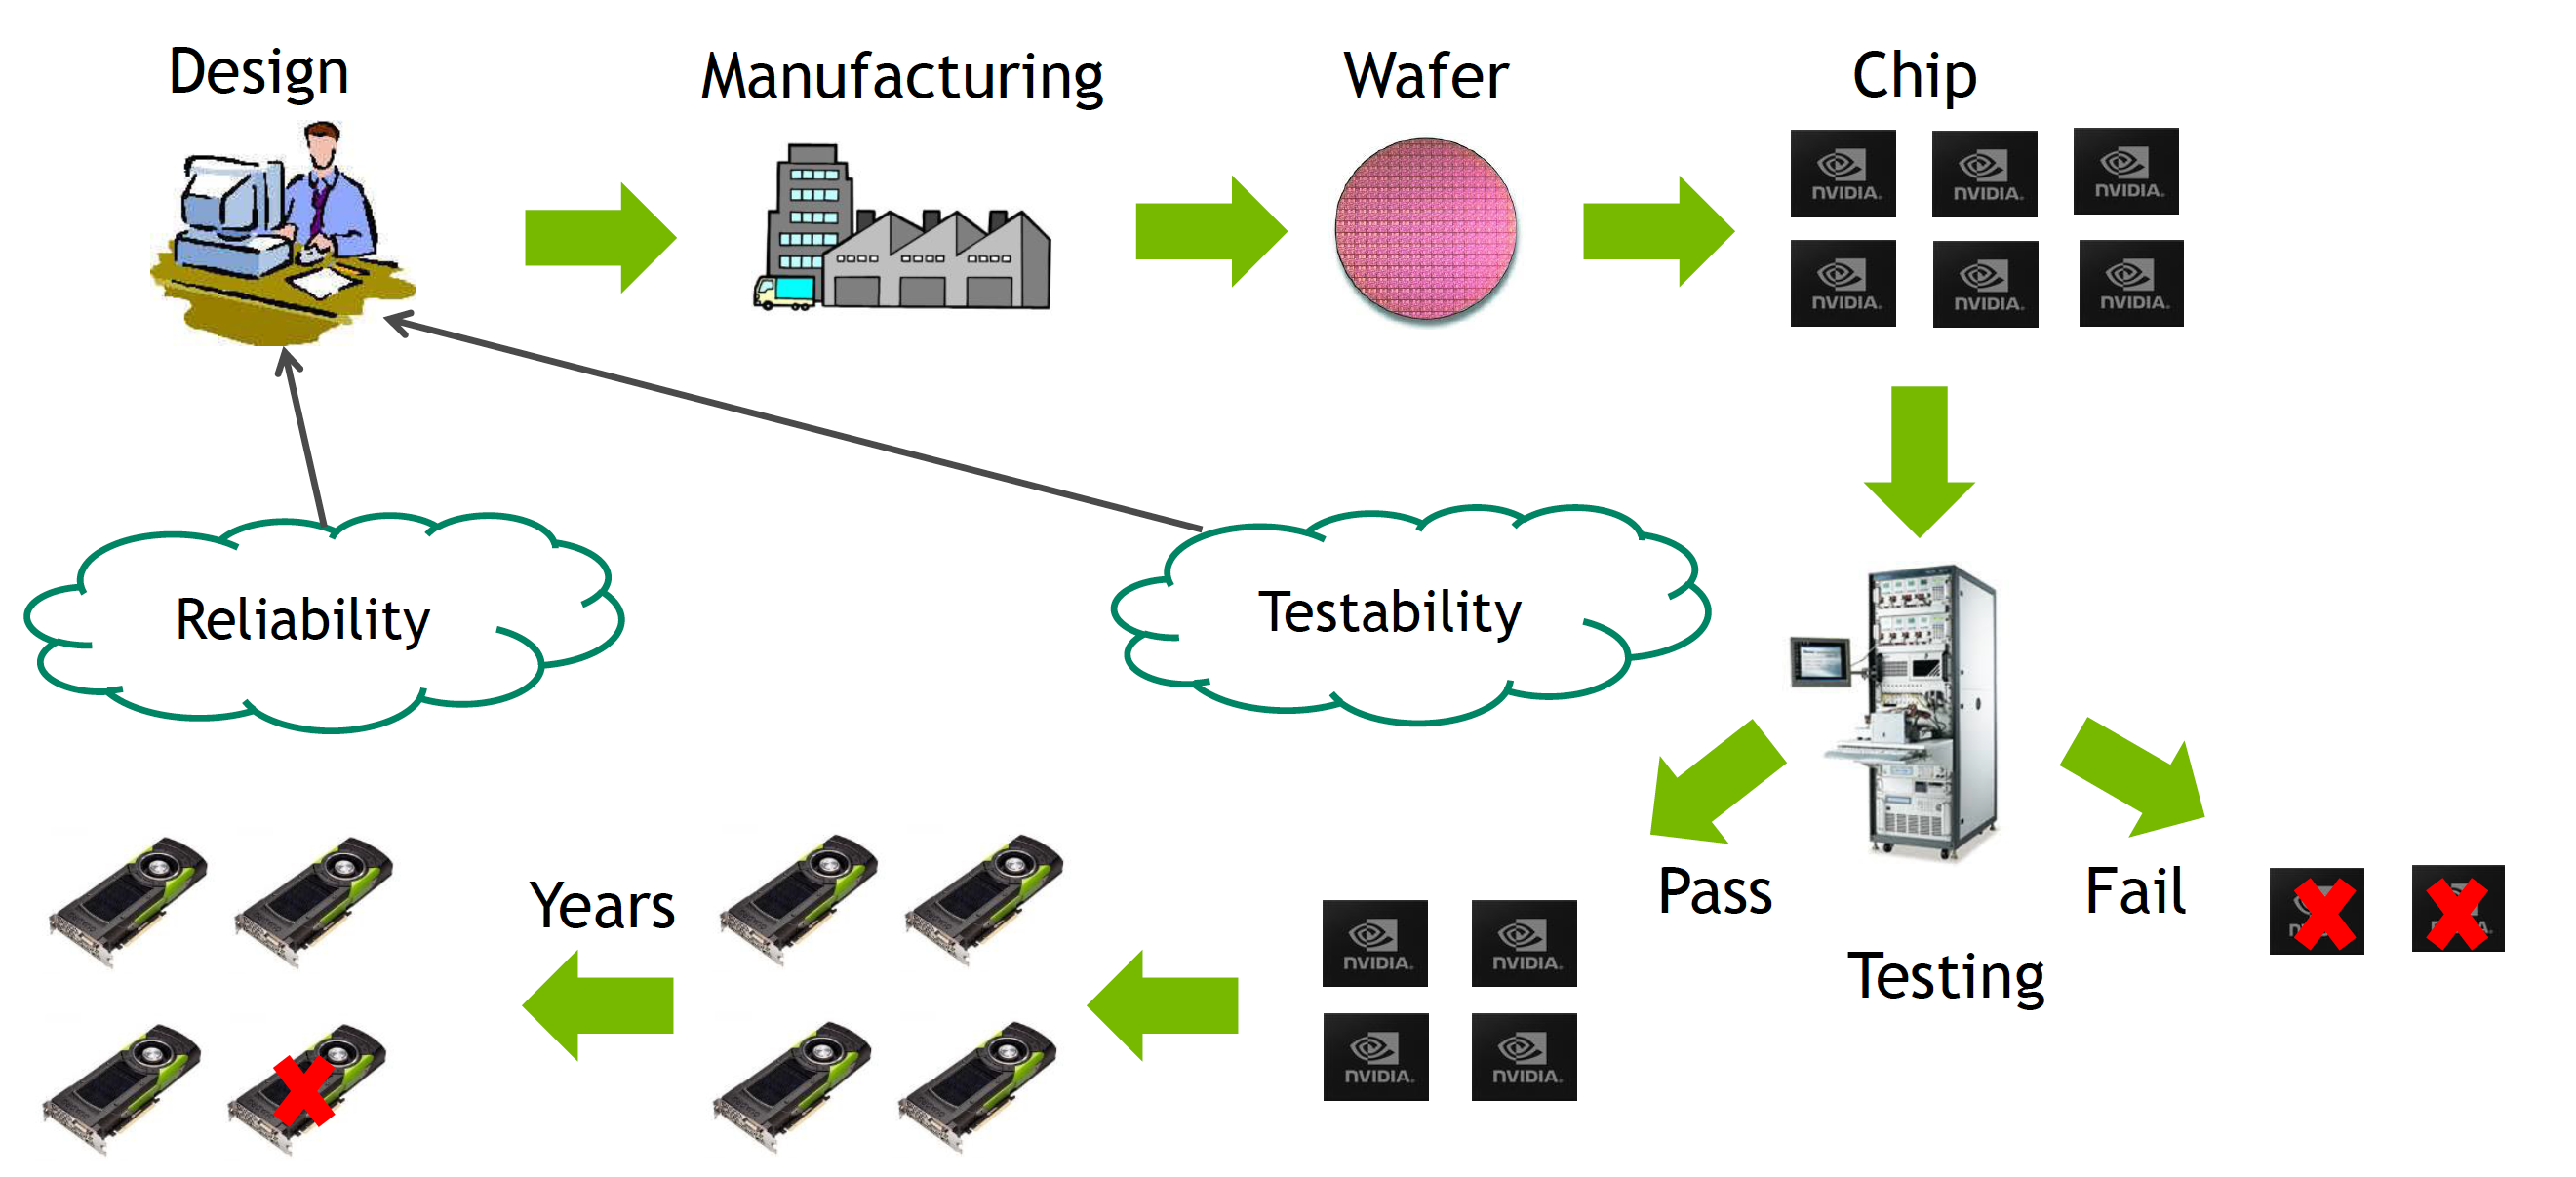 Design
Manufacturing
Wafer
Chip
NVIDIA
NVIDIA
NVIDIA
NVIDIA
NVIDIA
NVIDIA
Reliability
Testability
Years
Pass
Fail
Testing
NVIDIA
NVIDIA
NVIDIA
NVIDIA